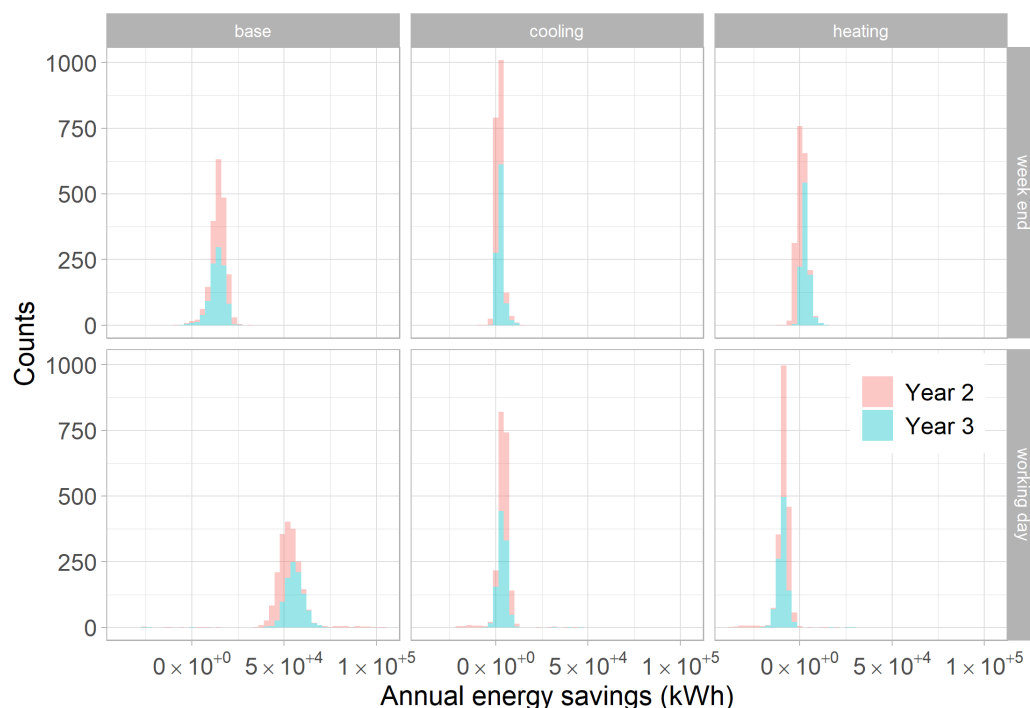 base cooling heating
1000
750
500
250
0
week end
Counts
1000
750
500
250
0
Year 2
Year 3
working day
0×10⁺⁰ 5×10⁺⁴ 1×10⁺⁵ 0×10⁺⁰ 5×10⁺⁴ 1×10⁺⁵ 0×10⁺⁰ 5×10⁺⁴ 1×10⁺⁵
Annual energy savings (kWh)